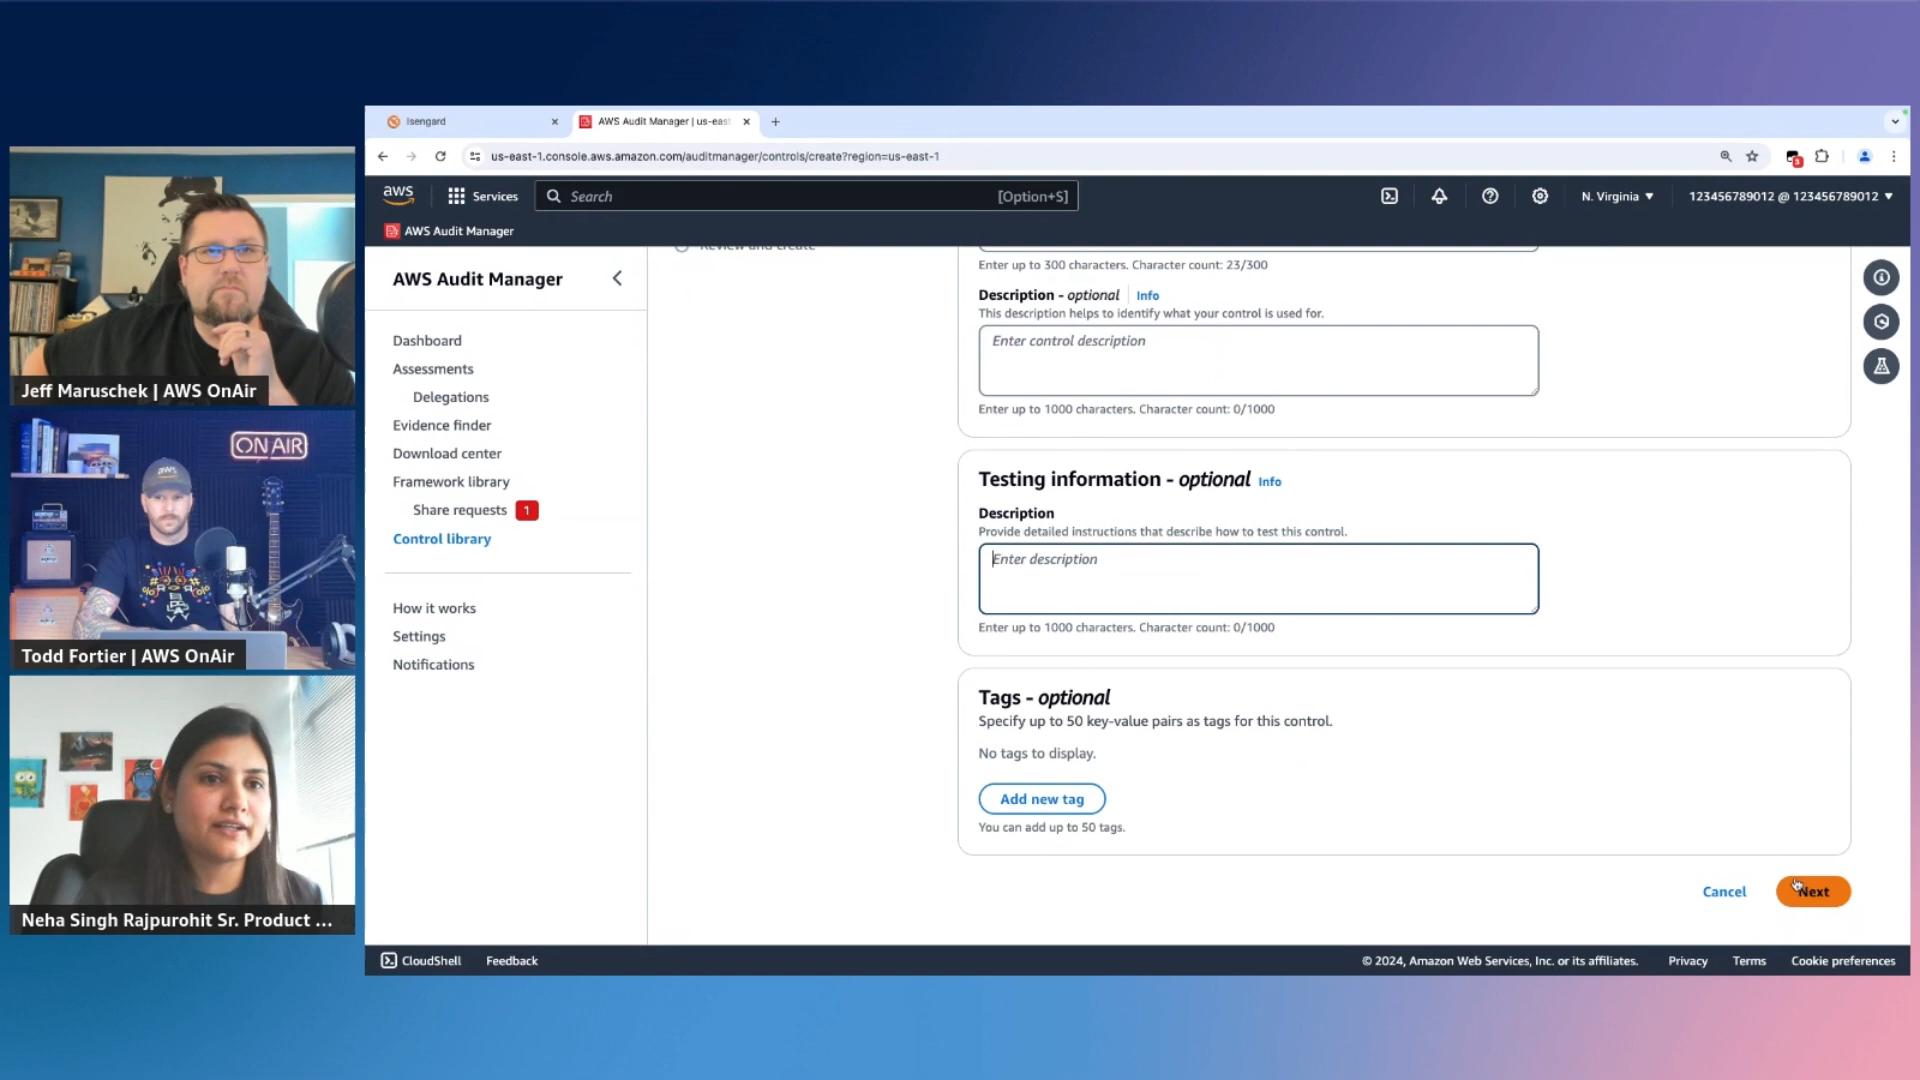 Isengard
AWS Audit Manager | us-east
us-east-1.console.aws.amazon.com/auditmanager/controls/create?region=us-east-1
aws
Services
Search
[Option+S]
N. Virginia
123456789012 @ 123456789012
AWS Audit Manager
AWS Audit Manager
Dashboard
Assessments
Delegations
Evidence finder
Download center
Framework library
Share requests 1
Control library
How it works
Settings
Notifications
Review and create
Enter up to 300 characters. Character count: 23/300
Description - optional Info
This description helps to identify what your control is used for.
Enter control description
Enter up to 1000 characters. Character count: 0/1000
Testing information - optional Info
Description
Provide detailed instructions that describe how to test this control.
Enter description
Enter up to 1000 characters. Character count: 0/1000
Tags - optional
Specify up to 50 key-value pairs as tags for this control.
No tags to display.
Add new tag
You can add up to 50 tags.
Cancel
Next
CloudShell
Feedback
© 2024, Amazon Web Services, Inc. or its affiliates.
Privacy
Terms
Cookie preferences
Jeff Maruschek | AWS OnAir
ON AIR
aws
Todd Fortier | AWS OnAir
Neha Singh Rajpurohit Sr. Product ...